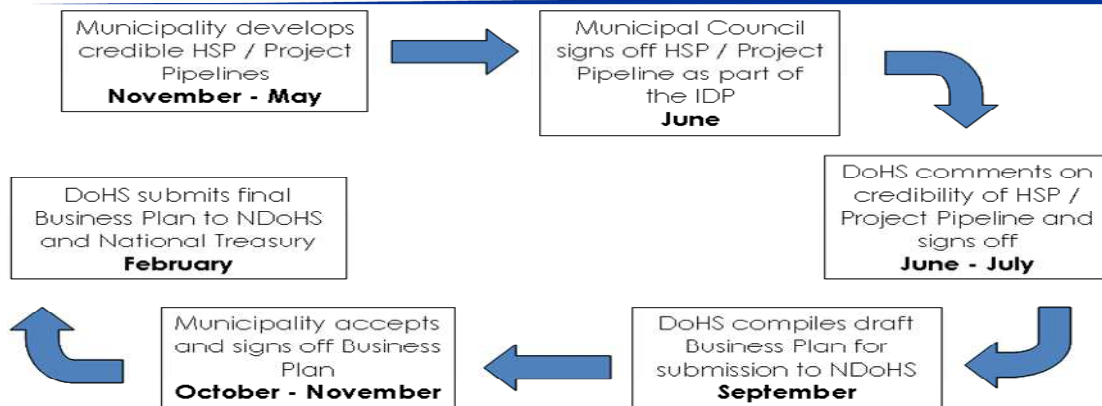 Municipality develops
credible HSP / Project
Pipelines
November - May
Municipal Council
signs off HSP / Project
Pipeline as part of
the IDP
June
DoHS comments on
credibility of HSP /
Project Pipeline and
signs off
June - July
DoHS compiles draft
Business Plan for
submission to NDoHS
September
Municipality accepts
and signs off Business
Plan
October - November
DoHS submits final
Business Plan to NDoHS
and National Treasury
February